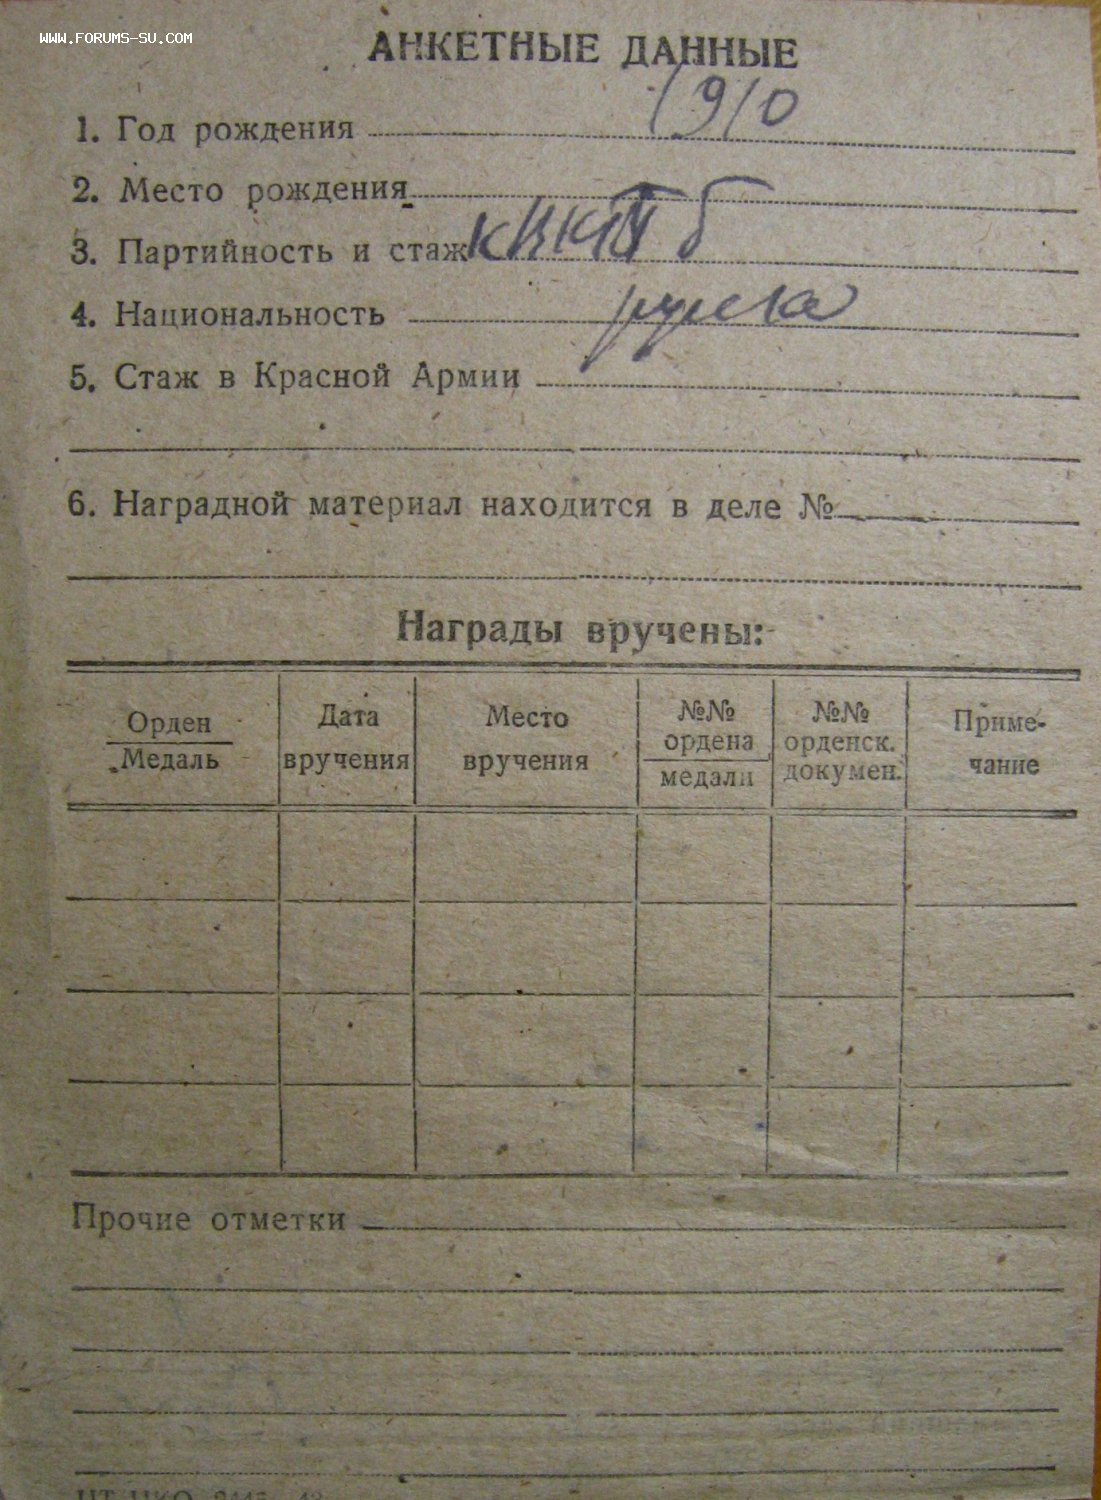 WWW.FORUMS-SU.COM
АНКЕТНЫЕ ДАННЫЕ
1. Год рождения 1910
2. Место рождения
3. Партийность и стаж
4. Национальность
5. Стаж в Красной Армии
6. Наградной материал находится в деле №
Награды вручены:
Орден
Медаль
Дата
вручения
Место
вручения
№№
ордена
медали
№№
орденск.
докумен.
Приме-
чание
Прочие отметки